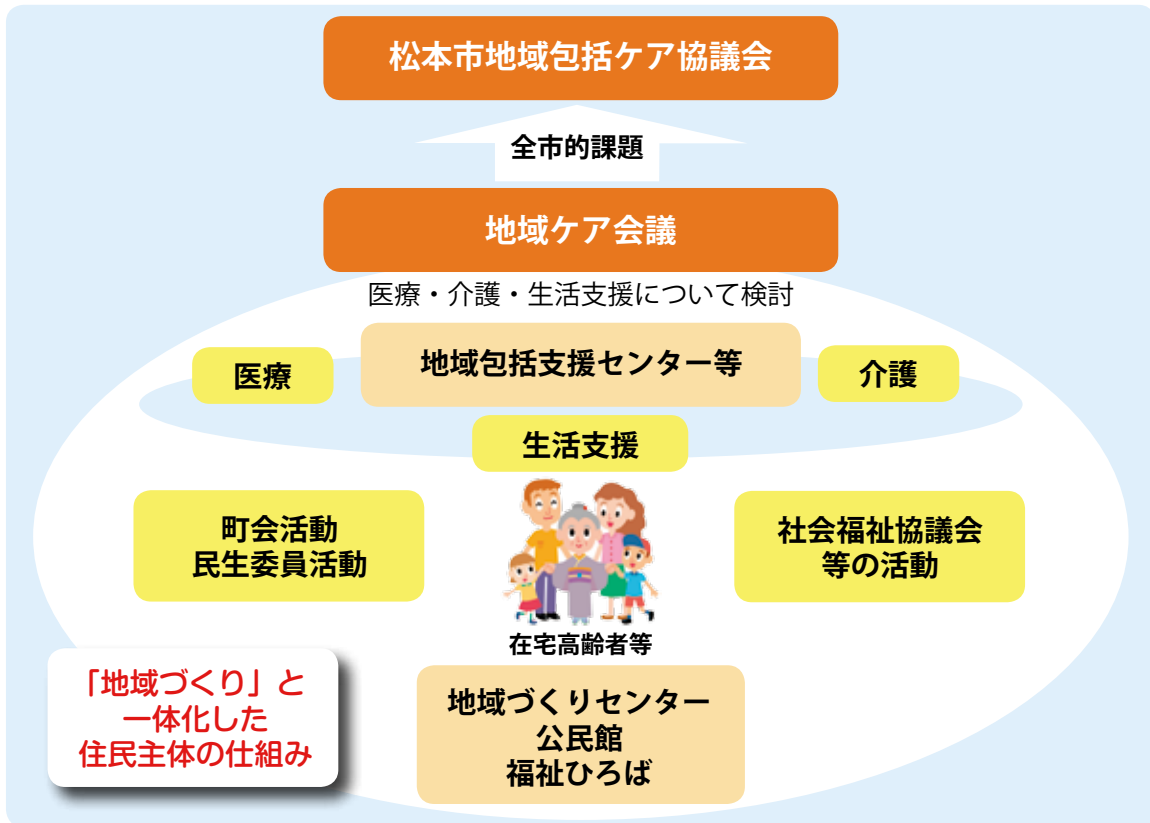 松本市地域包括ケア協議会
全市的課題
地域ケア会議
医療・介護・生活支援について検討
医療
地域包括支援センター等
介護
生活支援
町会活動
民生委員活動
社会福祉協議会
等の活動
在宅高齢者等
「地域づくり」と
一体化した
住民主体の仕組み
地域づくりセンター
公民館
福祉ひろば